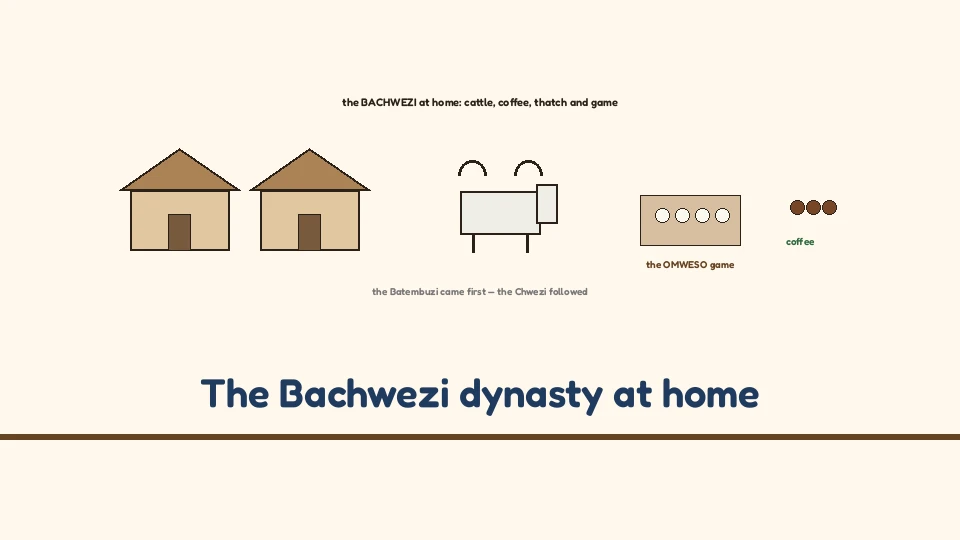 the BACHWEZI at home: cattle, coffee, thatch and game
coffee
the OMWESO game
the Batembuzi came first — the Chwezi followed
The Bachwezi dynasty at home